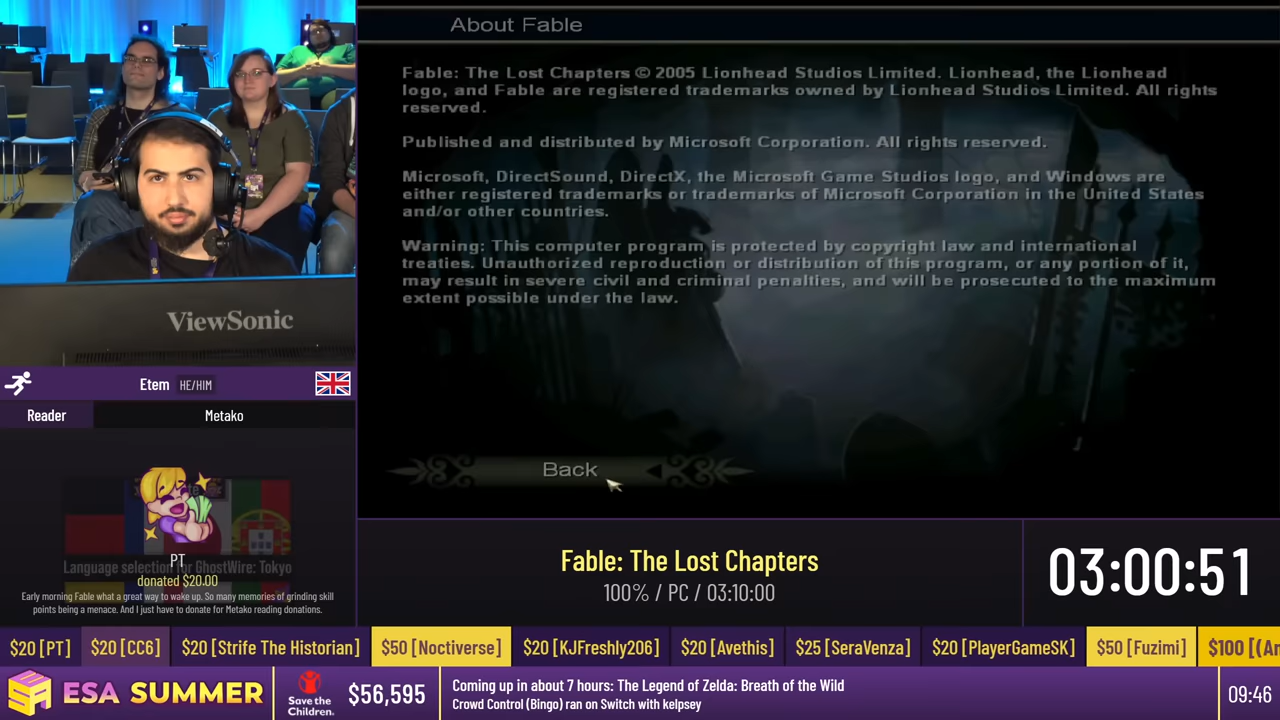 About Fable
Fable: The Lost Chapters © 2005 Lionhead Studios Limited. Lionhead, the Lionhead
logo, and Fable are registered trademarks owned by Lionhead Studios Limited. All rights
reserved.
Published and distributed by Microsoft Corporation. All rights reserved.
Microsoft, DirectSound, DirectX, the Microsoft Game Studios logo, and Windows are
either registered trademarks or trademarks of Microsoft Corporation in the United States
and/or other countries.
Warning: This computer program is protected by copyright law and international
treaties. Unauthorized reproduction or distribution of this program, or any portion of it,
may result in severe civil and criminal penalties, and will be prosecuted to the maximum
extent possible under the law.
Back
ViewSonic
Etem HE/HIM
Reader Metako
PT
Language selection for GhostWire: Tokyo
donated $20.00
Early morning Fable what a great way to wake up. So many memories of grinding skill
points being a menace. And I just have to donate for Metako reading donations.
Fable: The Lost Chapters
100% / PC / 03:10:00
03:00:51
$20 [PT] $20 [CC6] $20 [Strife The Historian] $50 [Noctiverse] $20 [KJFreshly206] $20 [Avethis] $25 [SeraVenza] $20 [PlayerGameSK] $50 [Fuzimi] $100 [(An
ESA SUMMER
Save the
Children.
$56,595
Coming up in about 7 hours: The Legend of Zelda: Breath of the Wild
Crowd Control (Bingo) ran on Switch with kelpsey
09:46